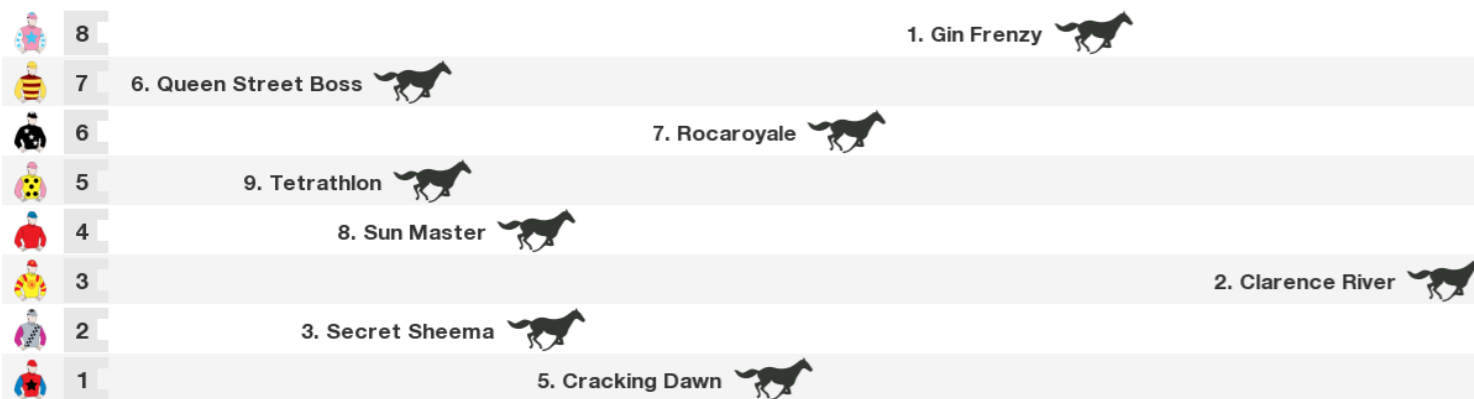 8 1. Gin Frenzy
7 6. Queen Street Boss
6 7. Rocaroyale
5 9. Tetrathlon
4 8. Sun Master
3 2. Clarence River
2 3. Secret Sheema
1 5. Cracking Dawn